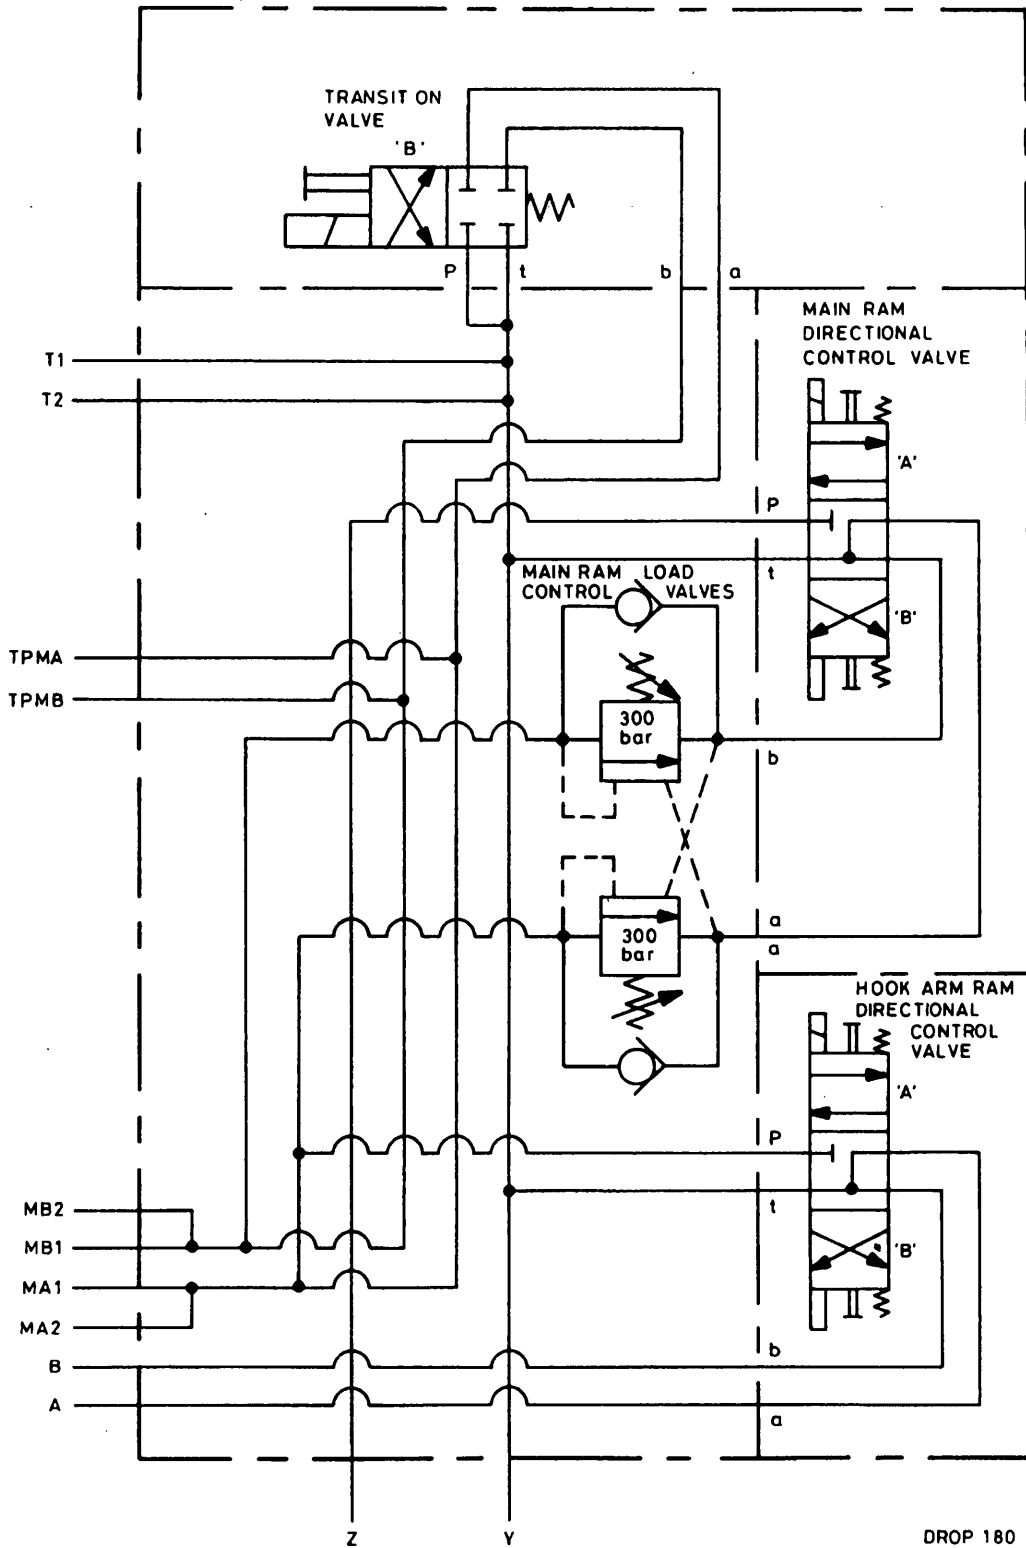 TRANSIT ON
VALVE
'B'
P t b a
MAIN RAM
DIRECTIONAL
CONTROL VALVE
T1
T2
'A'
P
t
MAIN RAM LOAD
CONTROL VALVES
'B'
TPMA
TPMB
300
bar
b
300
bar
a
a
HOOK ARM RAM
DIRECTIONAL
CONTROL
VALVE
'A'
P
t
'B'
MB2
MB1
MA1
MA2
B
b
A
a
Z Y
DROP 180